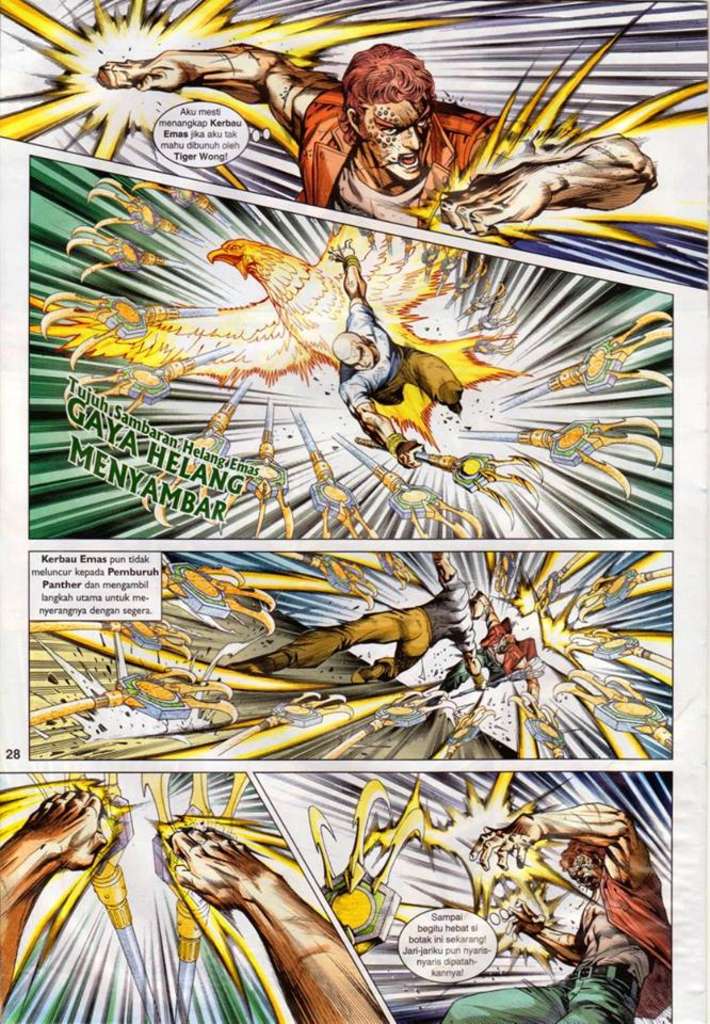 Aku mesti
menangkap Kerbau
Emas jika aku tak
mahu dibunuh oleh
Tiger Wong!
Tujuh Sambaran Helang Emas
GAYA HELANG
MENYAMBAR
Kerbau Emas pun tidak
meluncur kepada Pemburuh
Panther dan mengambil
langkah utama untuk me-
nyerangnya dengan segera.
28
Sampai
begitu hebat si
botak ini sekarang!
Jari-jariku pun nyaris-
nyaris dipatah-
kannya!